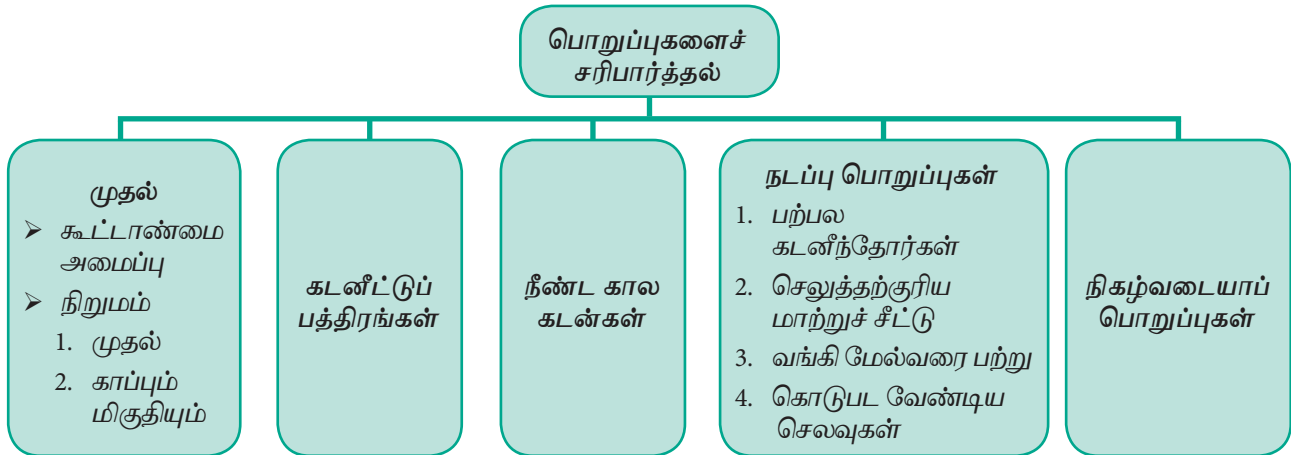 பொறுப்புகளைச்
சரிபார்த்தல்
முதல்
➢ கூட்டாண்மை
அமைப்பு
➢ நிறுமம்
1. முதல்
2. காப்பும்
மிகுதியும்
கடனீட்டுப்
பத்திரங்கள்
நீண்ட கால
கடன்கள்
நடப்பு பொறுப்புகள்
1. பற்பல
கடனீந்தோர்கள்
2. செலுத்தற்குரிய
மாற்றுச் சீட்டு
3. வங்கி மேல்வரை பற்று
4. கொடுபட வேண்டிய
செலவுகள்
நிகழ்வடையாப்
பொறுப்புகள்